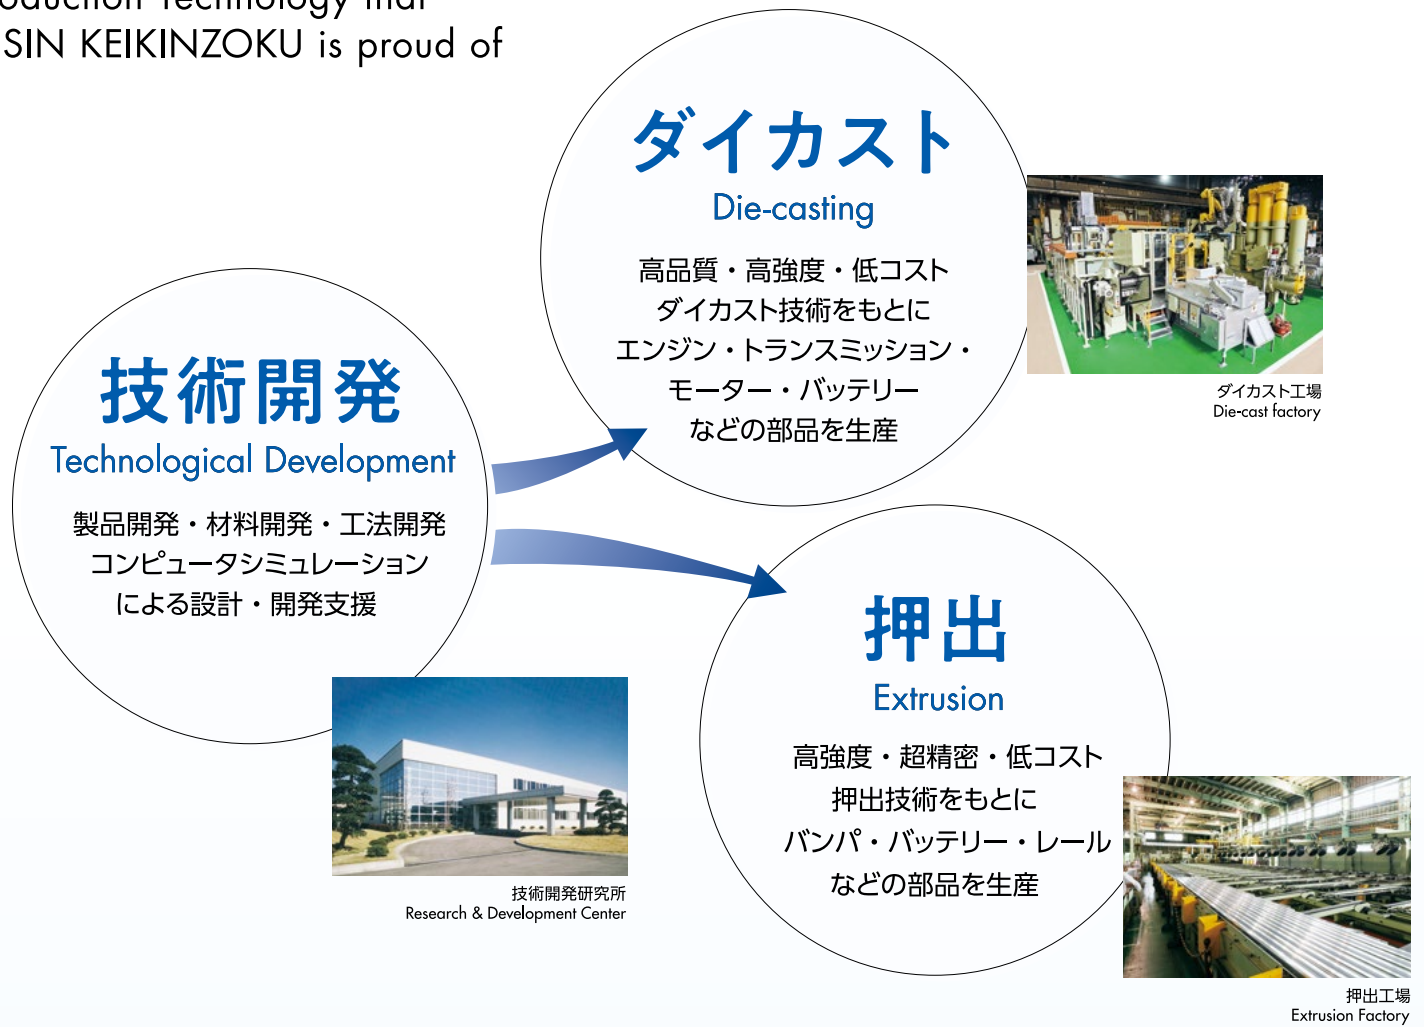 oduction Technology that
SIN KEIKINZOKU is proud of
ダイカスト
Die-casting
高品質・高強度・低コスト
ダイカスト技術をもとに
エンジン・トランスミッション・
モーター・バッテリー
などの部品を生産
ダイカスト工場
Die-cast factory
技術開発
Technological Development
製品開発・材料開発・工法開発
コンピュータシミュレーション
による設計・開発支援
技術開発研究所
Research & Development Center
押出
Extrusion
高強度・超精密・低コスト
押出技術をもとに
バンパ・バッテリー・レール
などの部品を生産
押出工場
Extrusion Factory